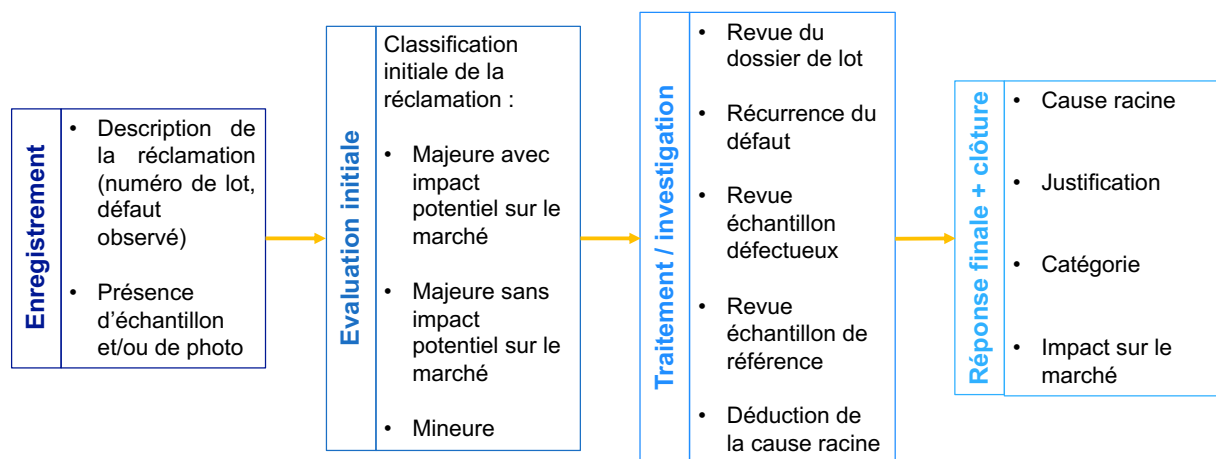 Enregistrement
• Description de
la réclamation
(numéro de lot,
défaut
observé)
• Présence
d'échantillon
et/ou de photo
Evaluation initiale
Classification
initiale de la
réclamation :
• Majeure avec
impact
potentiel sur le
marché
• Majeure sans
impact
potentiel sur le
marché
• Mineure
Traitement / investigation
• Revue du
dossier de lot
• Récurrence du
défaut
• Revue
échantillon
défectueux
• Revue
échantillon de
référence
• Déduction de
la cause racine
Réponse finale + clôture
• Cause racine
• Justification
• Catégorie
• Impact sur le
marché